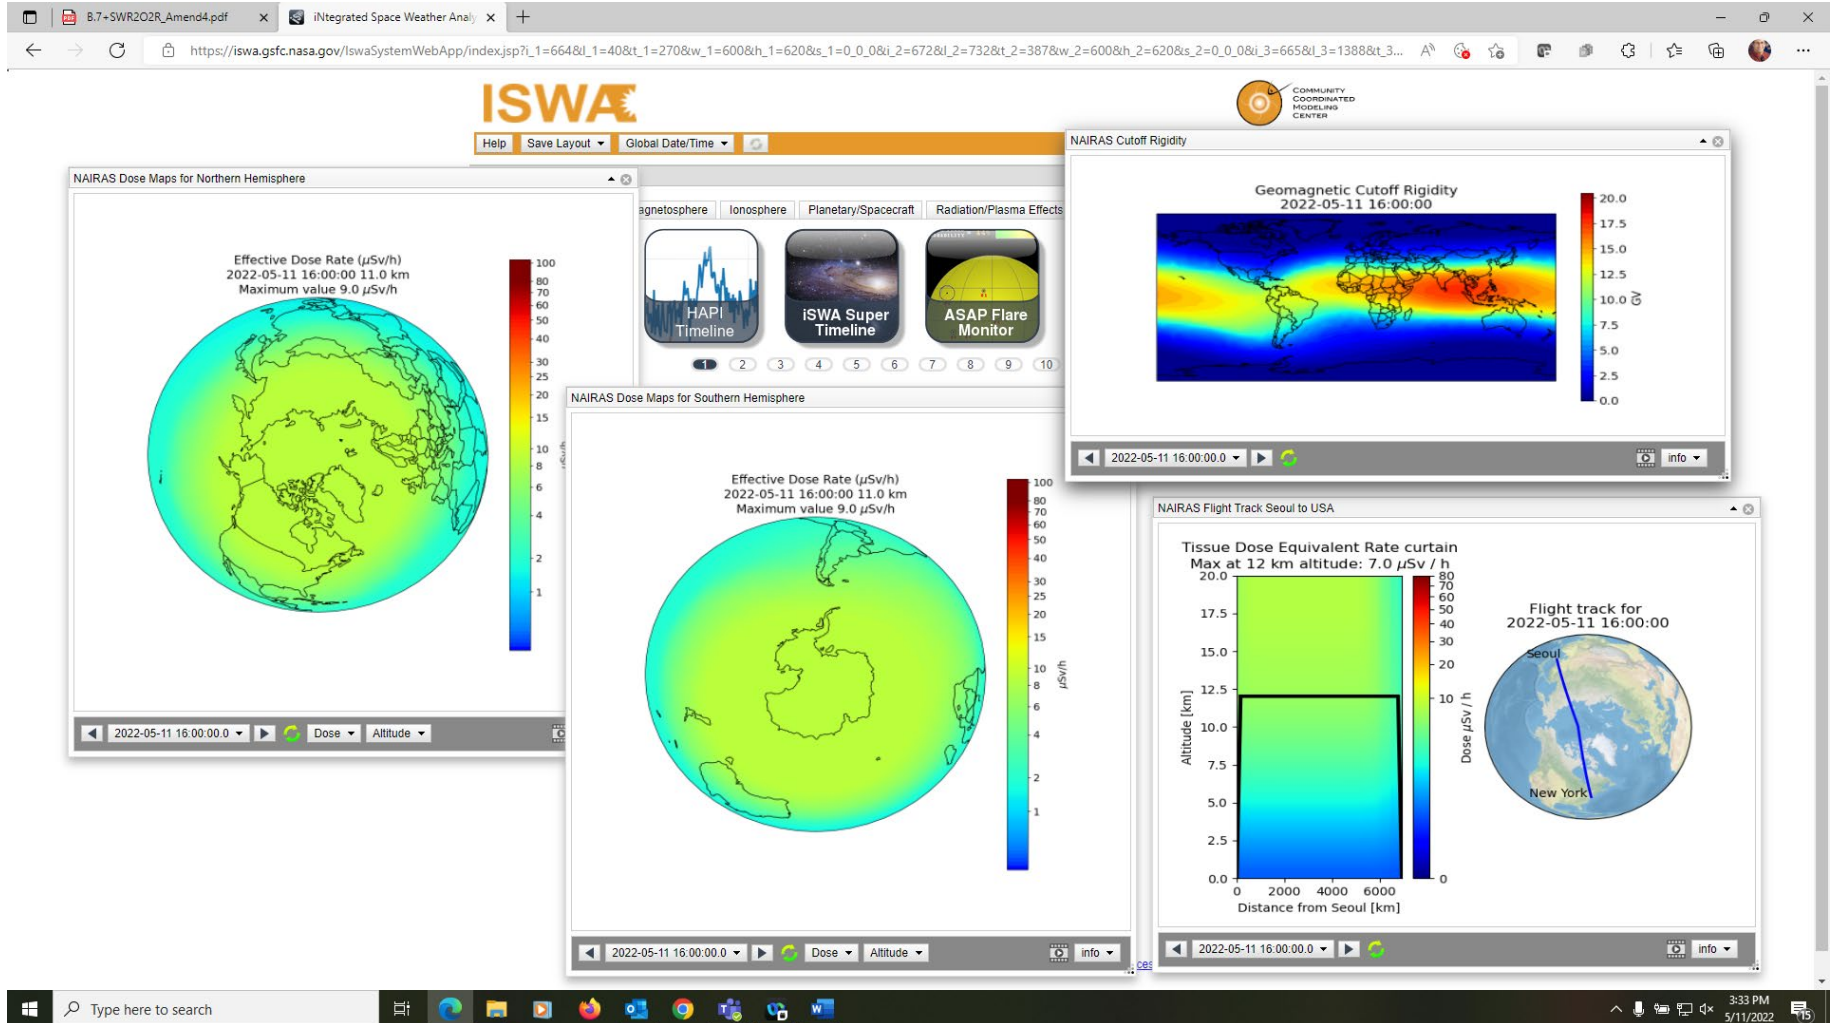 B.7+SWR2O2R_Amend4.pdf
iNtegrated Space Weather Analy
https://iswa.gsfc.nasa.gov/IswaSystemWebApp/index.jsp?i_1=664&l_1=40&t_1=270&w_1=600&h_1=620&s_1=0_0_0&i_2=672&l_2=732&t_2=387&w_2=600&h_2=620&s_2=0_0_0&i_3=665&l_3=1388&t_3...
ISWA
COMMUNITY
COORDINATED
MODELING
CENTER
Help Save Layout Global Date/Time
agnetosphere Ionosphere Planetary/Spacecraft Radiation/Plasma Effects
HAPI
Timeline
iSWA Super
Timeline
ASAP Flare
Monitor
1 2 3 4 5 6 7 8 9 10
NAIRAS Dose Maps for Northern Hemisphere
Effective Dose Rate (μSv/h)
2022-05-11 16:00:00 11.0 km
Maximum value 9.0 μSv/h
100
80
70
60
50
40
30
25
20
15
10
8
6
4
2
1
2022-05-11 16:00:00.0 Dose Altitude
NAIRAS Dose Maps for Southern Hemisphere
Effective Dose Rate (μSv/h)
2022-05-11 16:00:00 11.0 km
Maximum value 9.0 μSv/h
100
80
70
60
50
40
30
25
20
15
10
8
6
4
2
1
μSv/h
2022-05-11 16:00:00.0 Dose Altitude info
NAIRAS Cutoff Rigidity
Geomagnetic Cutoff Rigidity
2022-05-11 16:00:00
20.0
17.5
15.0
12.5
10.0
7.5
5.0
2.5
0.0
GV
2022-05-11 16:00:00.0 info
NAIRAS Flight Track Seoul to USA
Tissue Dose Equivalent Rate curtain
Max at 12 km altitude: 7.0 μSv / h
20.0
17.5
15.0
12.5
10.0
7.5
5.0
2.5
0.0
Altitude [km]
0 2000 4000 6000
Distance from Seoul [km]
80
70
60
50
40
30
20
10
0
Dose μSv / h
Flight track for
2022-05-11 16:00:00
Seoul
New York
2022-05-11 16:00:00.0 info
Type here to search
3:33 PM
5/11/2022
15